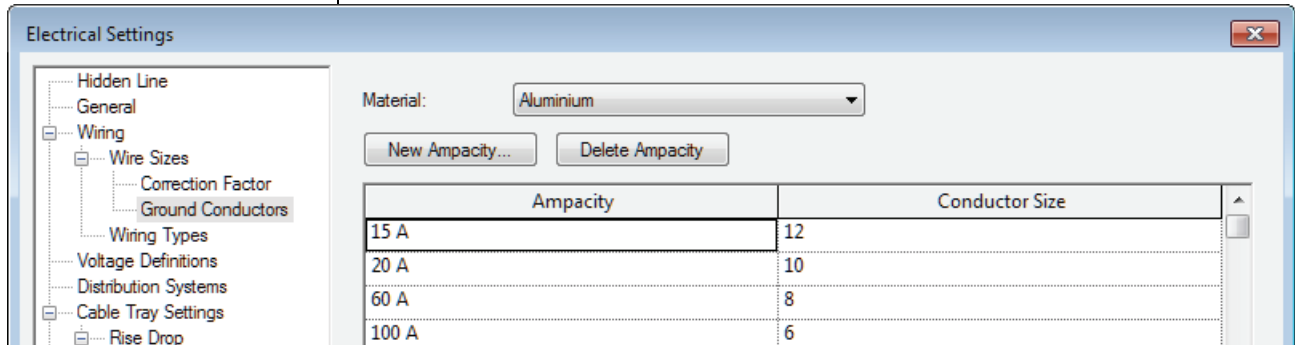 Electrical Settings
Hidden Line
General
Wiring
Wire Sizes
Correction Factor
Ground Conductors
Wiring Types
Voltage Definitions
Distribution Systems
Cable Tray Settings
Rise Drop
Material: Aluminium
New Ampacity... Delete Ampacity
Ampacity Conductor Size
15 A 12
20 A 10
60 A 8
100 A 6